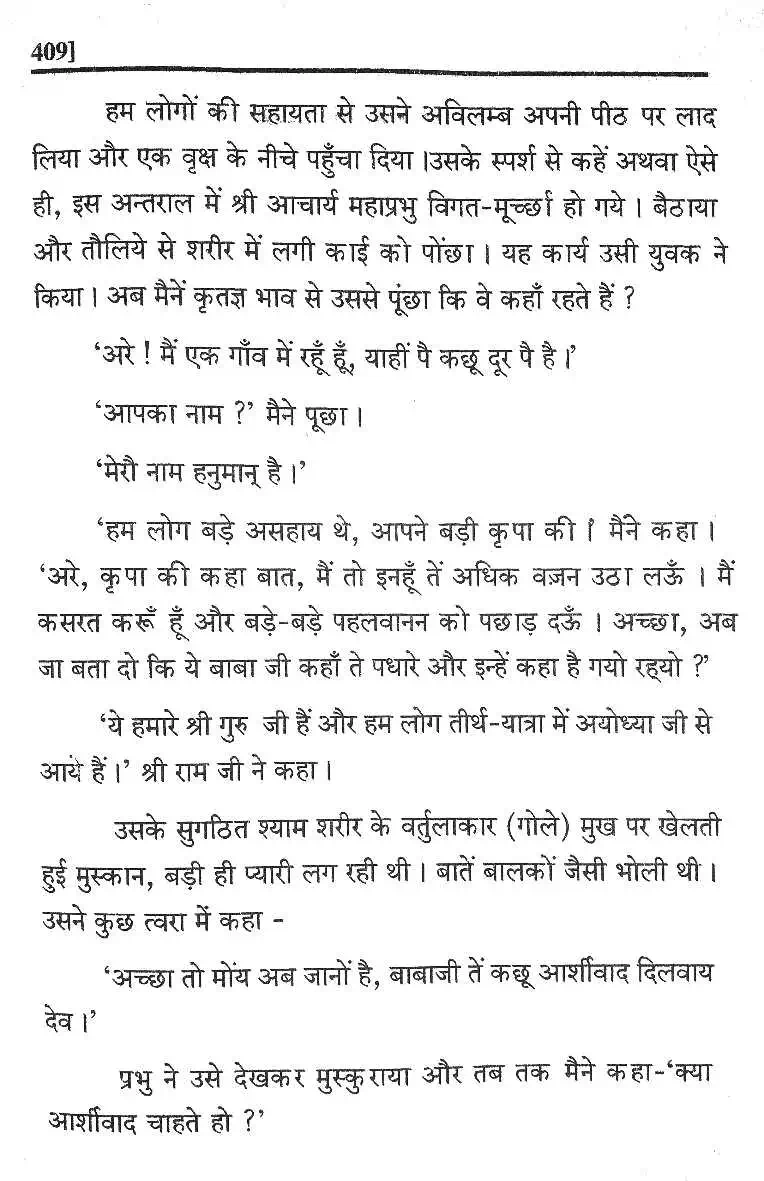 409]
हम लोगों की सहायता से उसने अविलम्ब अपनी पीठ पर लाद
लिया और एक वृक्ष के नीचे पहुँचा दिया ।उसके स्पर्श से कहें अथवा ऐसे
ही, इस अन्तराल में श्री आचार्य महाप्रभु विगत-मूर्च्छा हो गये । बैठाया
और तौलिये से शरीर में लगी काई को पोंछा । यह कार्य उसी युवक ने
किया । अब मैनें कृतज्ञ भाव से उससे पूंछा कि वे कहाँ रहते हैं ?
‘अरे ! मैं एक गाँव में रहूँ हूँ, याहीं पै कछू दूर पै है ।’
‘आपका नाम ?’ मैने पूछा ।
‘मेरौ नाम हनुमान् है ।’
‘हम लोग बड़े असहाय थे, आपने बड़ी कृपा की ।’ मैंने कहा ।
‘अरे, कृपा की कहा बात, मैं तो इनहूँ तें अधिक वज़न उठा लऊँ । मैं
कसरत करूँ हूँ और बड़े-बड़े पहलवानन को पछाड़ दऊँ । अच्छा, अब
जा बता दो कि ये बाबा जी कहाँ ते पधारे और इन्हें कहा है गयो रह्यो ?’
‘ये हमारे श्री गुरु जी हैं और हम लोग तीर्थ-यात्रा में अयोध्या जी से
आये हैं ।’ श्री राम जी ने कहा ।
उसके सुगठित श्याम शरीर के वर्तुलाकार (गोले) मुख पर खेलती
हुई मुस्कान, बड़ी ही प्यारी लग रही थी । बातें बालकों जैसी भोली थी ।
उसने कुछ त्वरा में कहा -
‘अच्छा तो मोंय अब जानों है, बाबाजी तें कछू आर्शीवाद दिलवाय
देव ।’
प्रभु ने उसे देखकर मुस्कुराया और तब तक मैने कहा-‘क्या
आर्शीवाद चाहते हो ?’